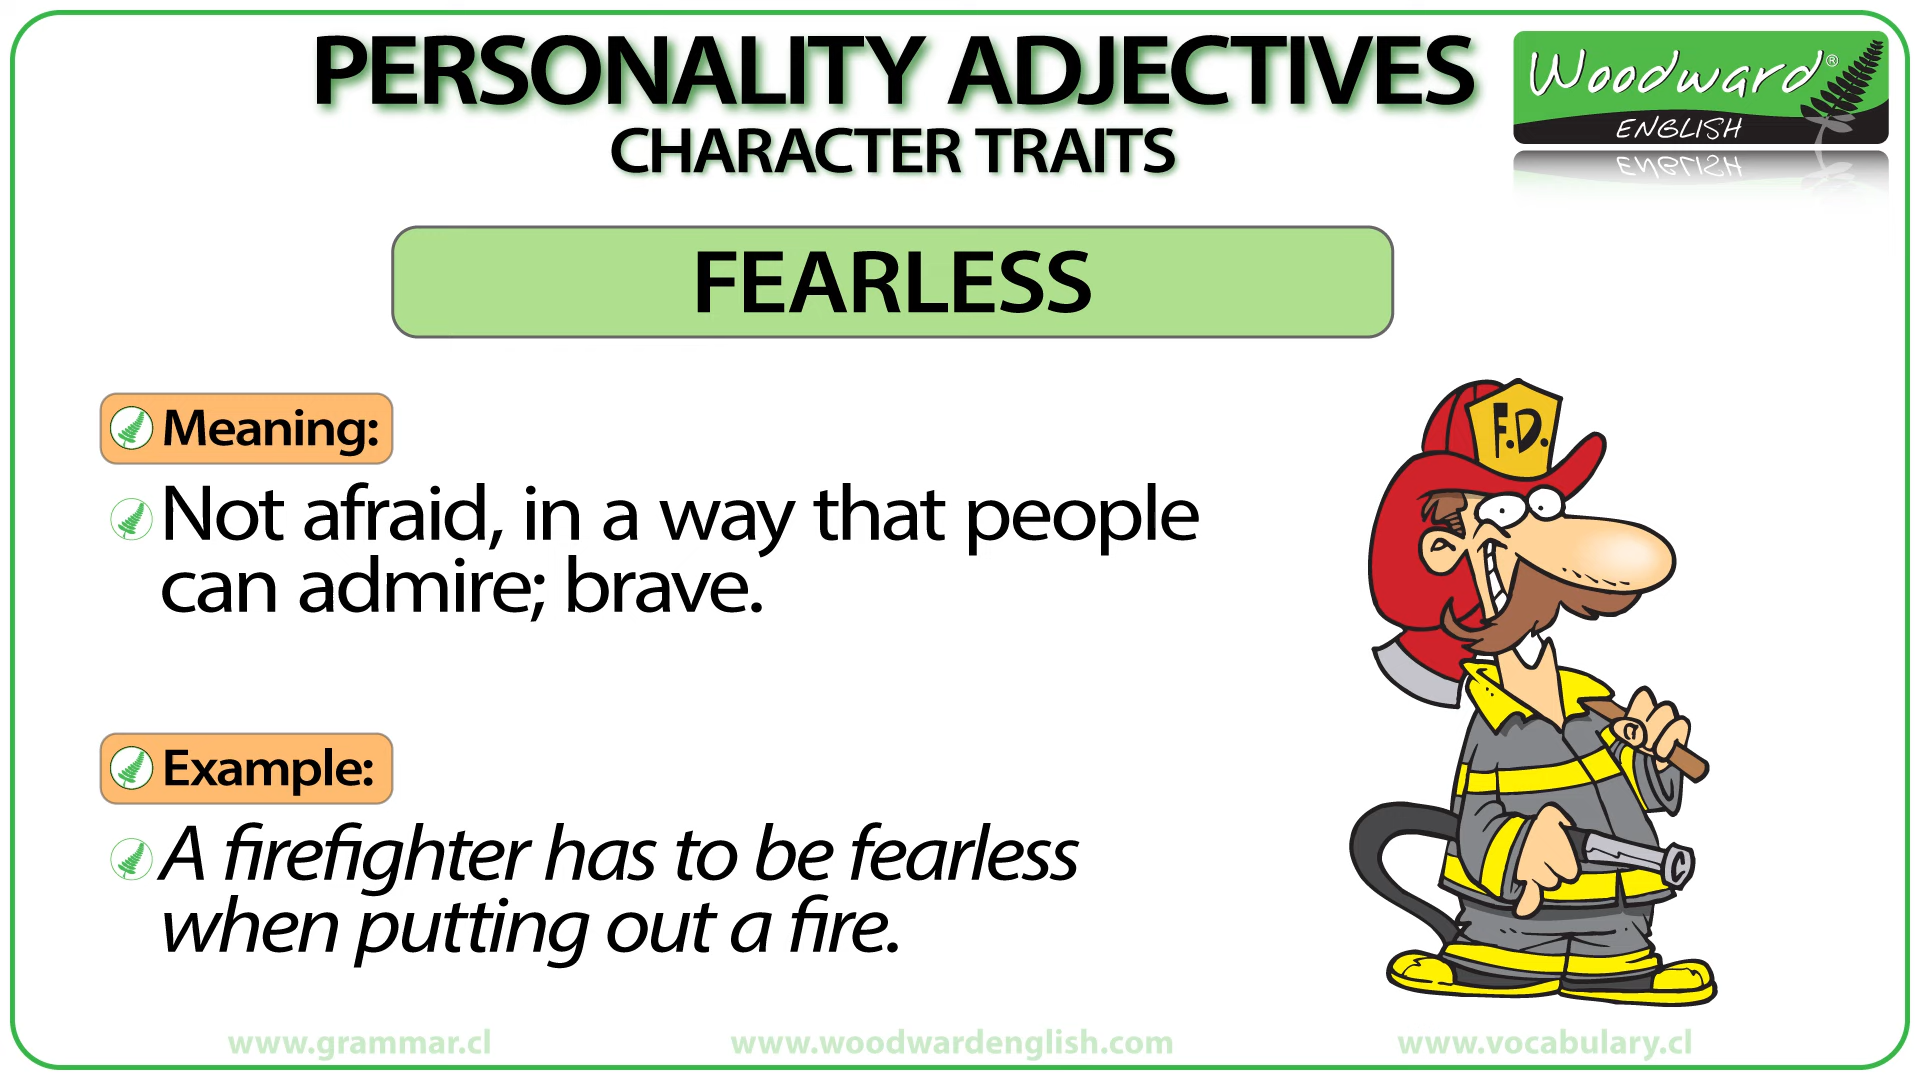 PERSONALITY ADJECTIVES
CHARACTER TRAITS
Woodward®
ENGLISH
FEARLESS
Meaning:
Not afraid, in a way that people
can admire; brave.
F.D.
Example:
A firefighter has to be fearless
when putting out a fire.
www.grammar.cl
www.woodwardenglish.com
www.vocabulary.cl